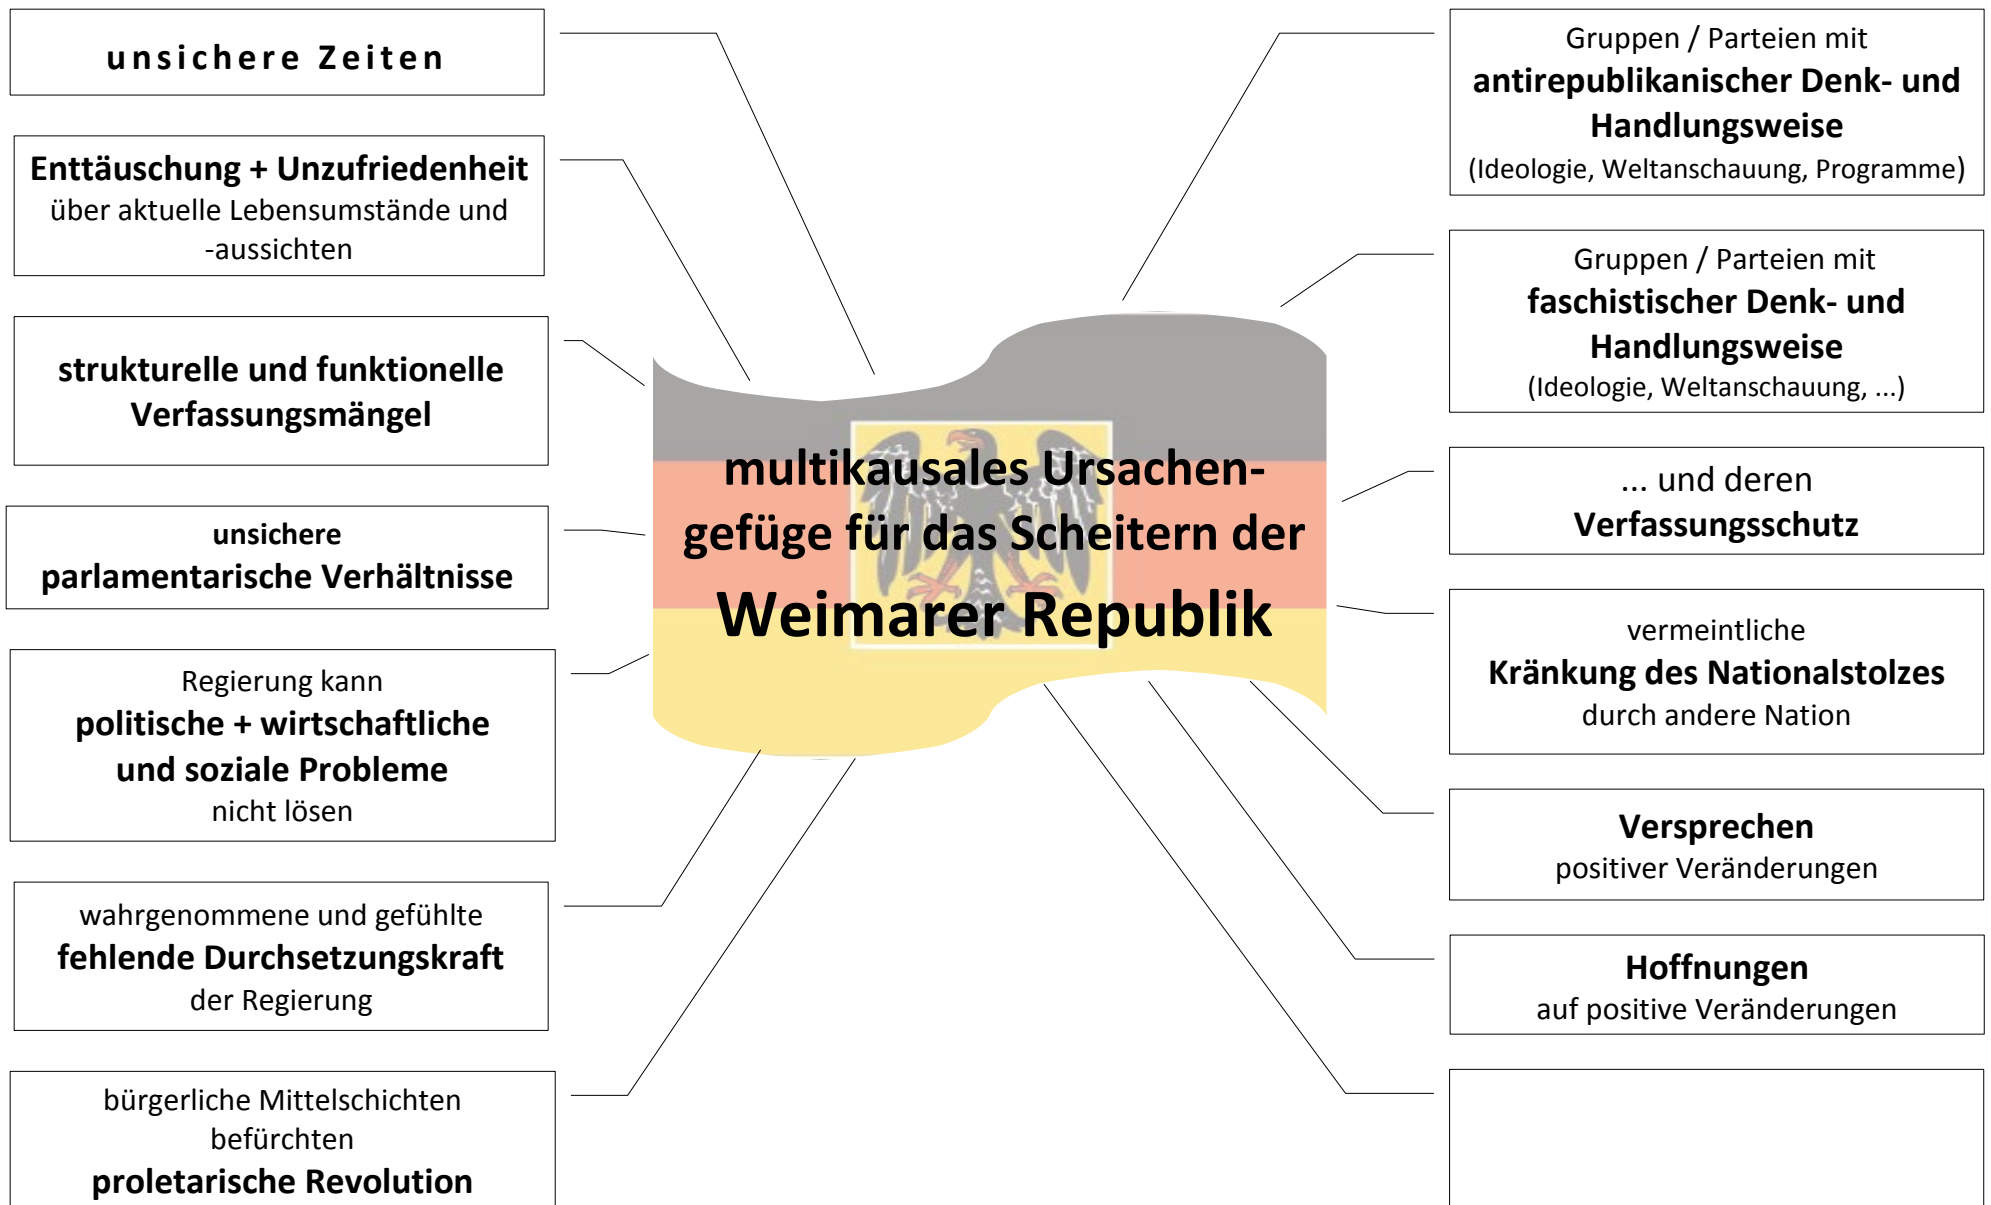 unsichere Zeiten
Enttäuschung + Unzufriedenheit
über aktuelle Lebensumstände und
-aussichten
strukturelle und funktionelle
Verfassungsmängel
unsichere
parlamentarische Verhältnisse
Regierung kann
politische + wirtschaftliche
und soziale Probleme
nicht lösen
wahrgenommene und gefühlte
fehlende Durchsetzungskraft
der Regierung
bürgerliche Mittelschichten
befürchten
proletarische Revolution
multikausales Ursachen-
gefüge für das Scheitern der
Weimarer Republik
Gruppen / Parteien mit
antirepublikanischer Denk- und
Handlungsweise
(Ideologie, Weltanschauung, Programme)
Gruppen / Parteien mit
faschistischer Denk- und
Handlungsweise
(Ideologie, Weltanschauung, ...)
... und deren
Verfassungsschutz
vermeintliche
Kränkung des Nationalstolzes
durch andere Nation
Versprechen
positiver Veränderungen
Hoffnungen
auf positive Veränderungen